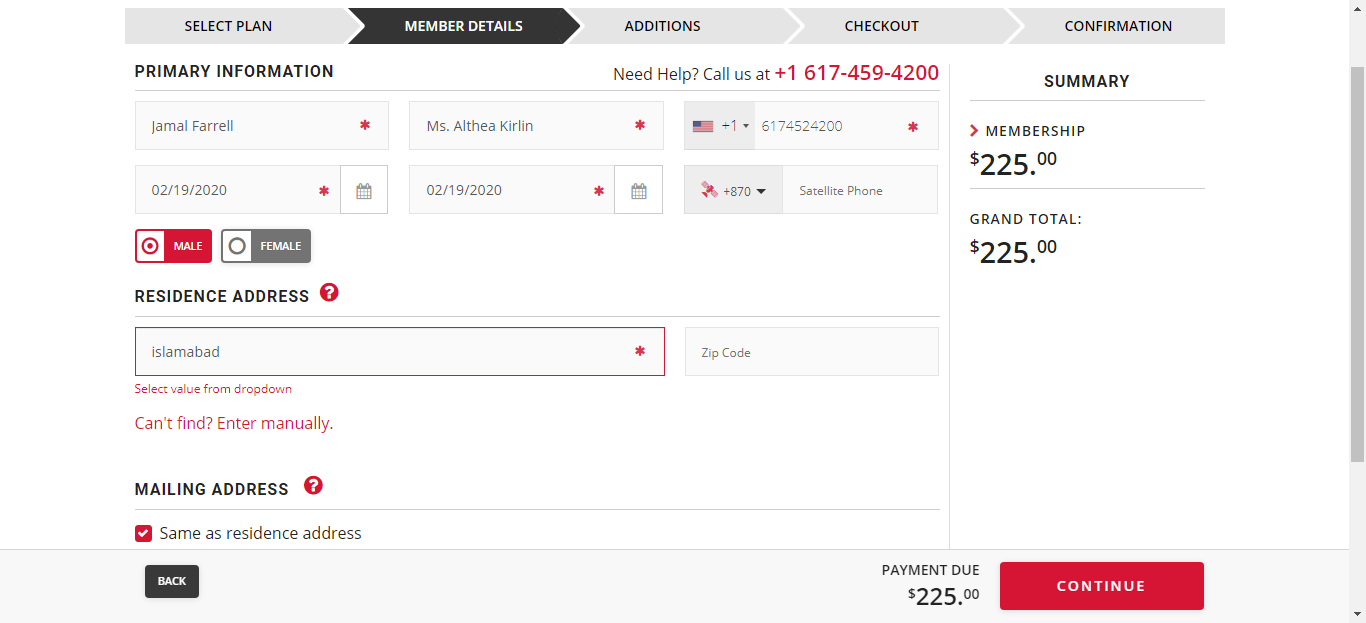 SELECT PLAN MEMBER DETAILS ADDITIONS CHECKOUT CONFIRMATION
PRIMARY INFORMATION
Need Help? Call us at +1 617-459-4200
Jamal Farrell *
Ms. Althea Kirlin *
+1 6174524200 *
02/19/2020 *
02/19/2020 *
+870 Satellite Phone
MALE FEMALE
RESIDENCE ADDRESS ?
islamabad *
Zip Code
Select value from dropdown
Can't find? Enter manually.
MAILING ADDRESS ?
Same as residence address
SUMMARY
MEMBERSHIP
$225.00
GRAND TOTAL:
$225.00
BACK
PAYMENT DUE
$225.00
CONTINUE